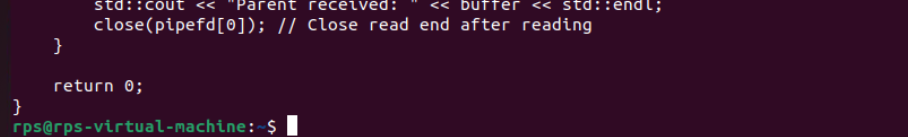 std::cout << "Parent received: " << buffer << std::endl;
close(pipefd[0]); // Close read end after reading
}
return 0;
}
rps@rps-virtual-machine:~$